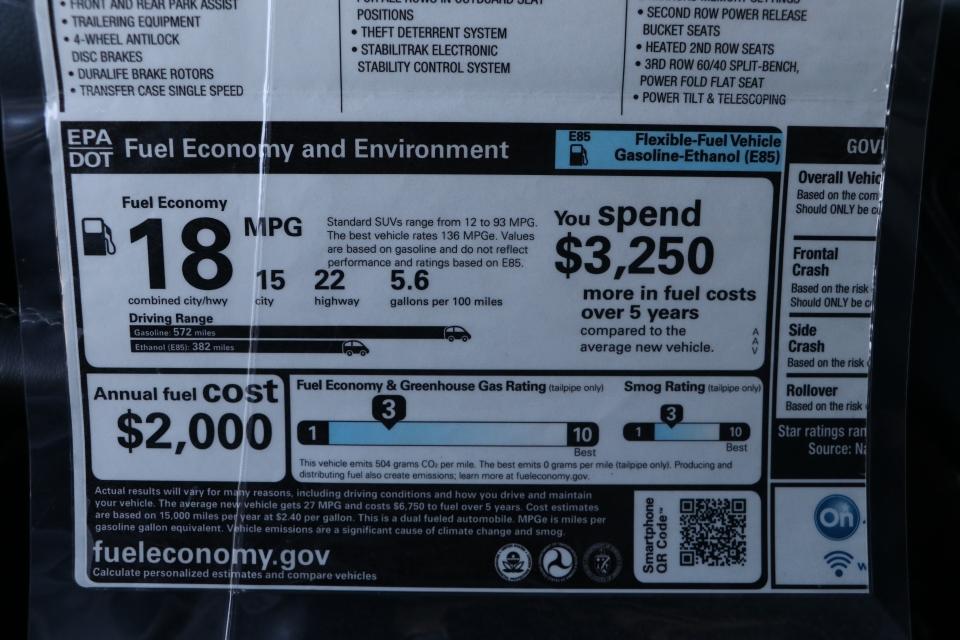 • FRONT AND REAR PARK ASSIST
• TRAILERING EQUIPMENT
• 4-WHEEL ANTILOCK
DISC BRAKES
• DURALIFE BRAKE ROTORS
• TRANSFER CASE SINGLE SPEED
POSITIONS
• THEFT DETERRENT SYSTEM
• STABILITRAK ELECTRONIC
STABILITY CONTROL SYSTEM
• SECOND ROW POWER RELEASE
BUCKET SEATS
• HEATED 2ND ROW SEATS
• 3RD ROW 60/40 SPLIT-BENCH,
POWER FOLD FLAT SEAT
• POWER TILT & TELESCOPING
EPA
DOT
Fuel Economy and Environment
E85
Flexible-Fuel Vehicle
Gasoline-Ethanol (E85)
Fuel Economy
18 MPG
combined city/hwy
15
city
22
highway
5.6
gallons per 100 miles
Standard SUVs range from 12 to 93 MPG.
The best vehicle rates 136 MPGe. Values
are based on gasoline and do not reflect
performance and ratings based on E85.
Driving Range
Gasoline: 572 miles
Ethanol (E85): 382 miles
You spend
$3,250
more in fuel costs
over 5 years
compared to the
average new vehicle.
A
A
V
Annual fuel cost
$2,000
Fuel Economy & Greenhouse Gas Rating (tailpipe only)
3
1
10
Best
Smog Rating (tailpipe only)
3
1
10
Best
This vehicle emits 504 grams CO₂ per mile. The best emits 0 grams per mile (tailpipe only). Producing and
distributing fuel also create emissions; learn more at fueleconomy.gov.
Actual results will vary for many reasons, including driving conditions and how you drive and maintain
your vehicle. The average new vehicle gets 27 MPG and costs $6,750 to fuel over 5 years. Cost estimates
are based on 15,000 miles per year at $2.40 per gallon. This is a dual fueled automobile. MPGe is miles per
gasoline gallon equivalent. Vehicle emissions are a significant cause of climate change and smog.
fueleconomy.gov
Calculate personalized estimates and compare vehicles
Smartphone
QR Code™
GOV
Overall Vehic
Based on the com
Should ONLY be c
Frontal
Crash
Based on the risk
Should ONLY be c
Side
Crash
Based on the risk
Rollover
Based on the risk
Star ratings ran
Source: Na
On